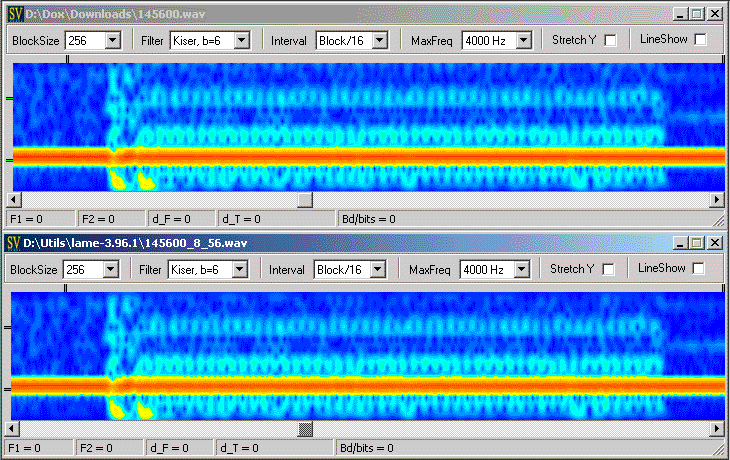 SV D:\Dox\Downloads\145600.wav
BlockSize 256 Filter Kiser, b=6 Interval Block/16 MaxFreq 4000 Hz Stretch Y LineShow
F1 = 0 F2 = 0 d_F = 0 d_T = 0 Bd/bits = 0
SV D:\Utils\lame-3.96.1\145600_8_56.wav
BlockSize 256 Filter Kiser, b=6 Interval Block/16 MaxFreq 4000 Hz Stretch Y LineShow
F1 = 0 F2 = 0 d_F = 0 d_T = 0 Bd/bits = 0